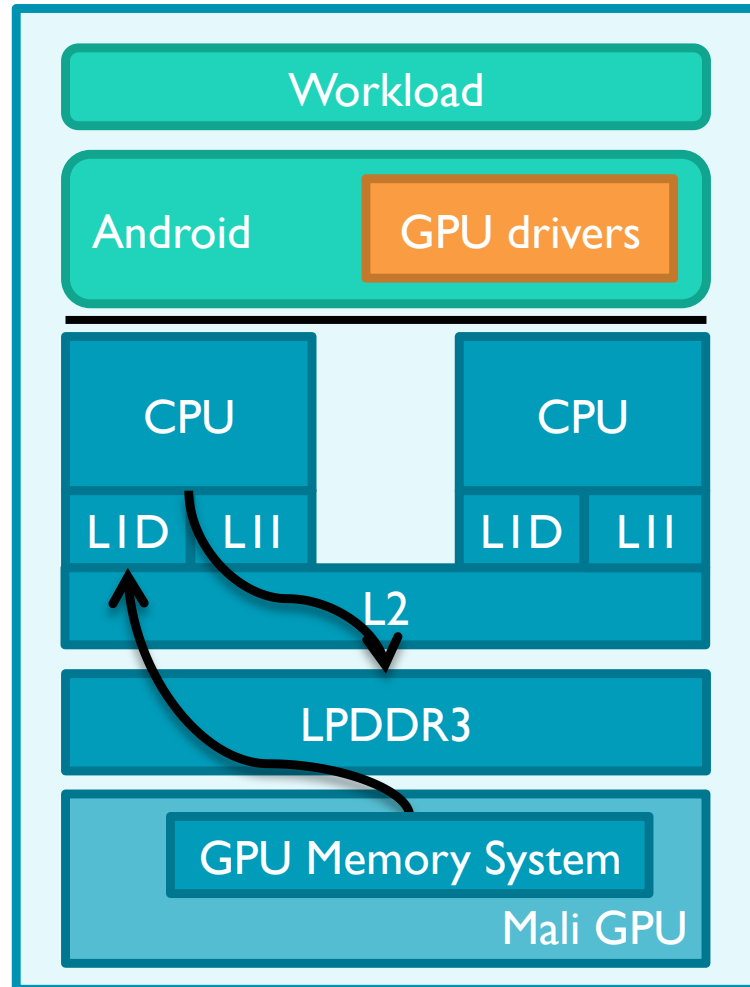 Workload
Android
GPU drivers
CPU
CPU
L1D
L1I
L1D
L1I
L2
LPDDR3
GPU Memory System
Mali GPU